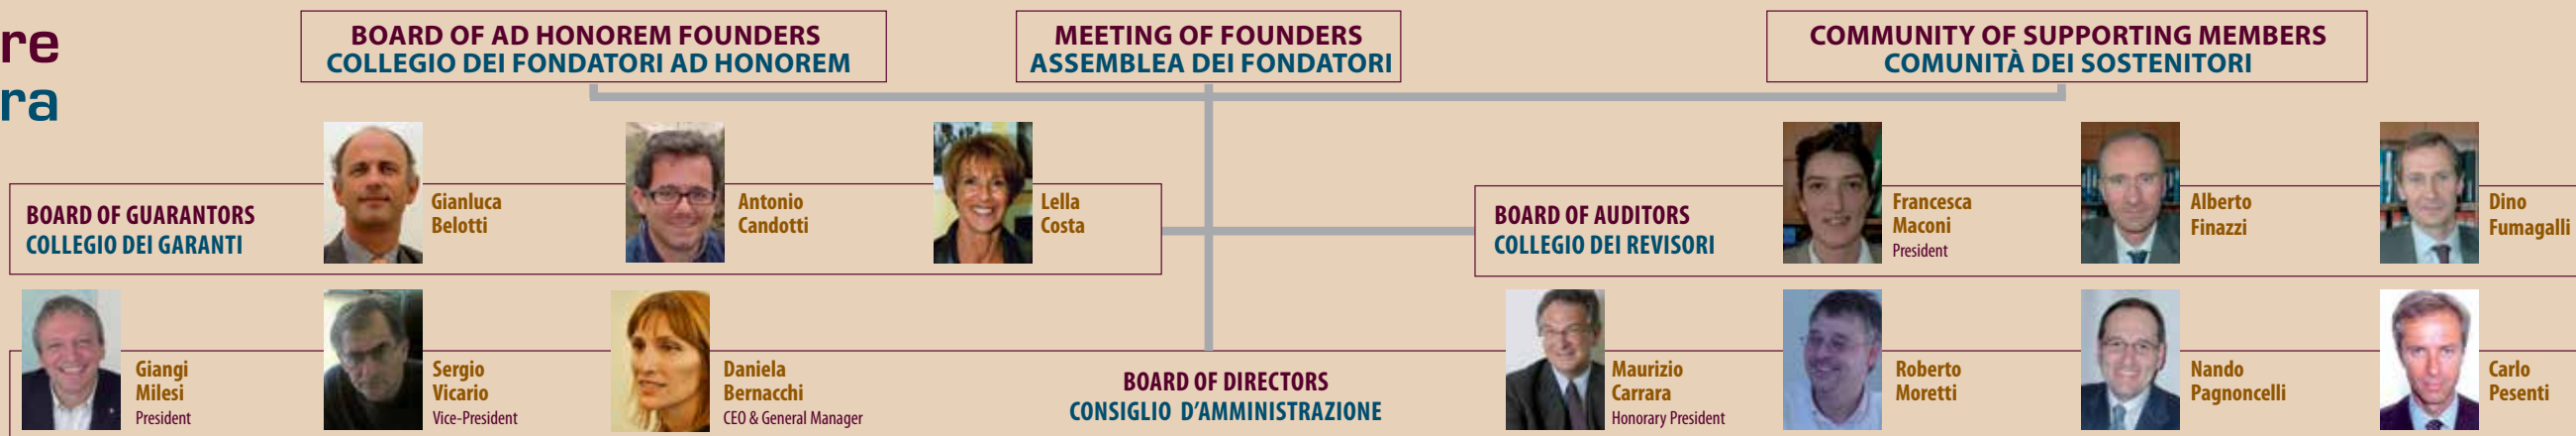 re
ra
BOARD OF AD HONOREM FOUNDERS
COLLEGIO DEI FONDATORI AD HONOREM
MEETING OF FOUNDERS
ASSEMBLEA DEI FONDATORI
COMMUNITY OF SUPPORTING MEMBERS
COMUNITÀ DEI SOSTENITORI
BOARD OF GUARANTORS
COLLEGIO DEI GARANTI
Gianluca
Belotti
Antonio
Candotti
Lella
Costa
BOARD OF AUDITORS
COLLEGIO DEI REVISORI
Francesca
Maconi
President
Alberto
Finazzi
Dino
Fumagalli
Giangi
Milesi
President
Sergio
Vicario
Vice-President
Daniela
Bernacchi
CEO & General Manager
BOARD OF DIRECTORS
CONSIGLIO D'AMMINISTRAZIONE
Maurizio
Carrara
Honorary President
Roberto
Moretti
Nando
Pagnoncelli
Carlo
Pesenti